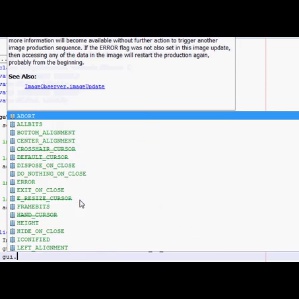 more information will become available without further action to trigger another
image production sequence. If the ERROR flag was not also set in this image update,
then accessing any of the data in the image will restart the production again,
probably from the beginning.
See Also:
ImageObserver.imageUpdate
ABORT
ALLBITS
BOTTOM_ALIGNMENT
CENTER_ALIGNMENT
CROSSHAIR_CURSOR
DEFAULT_CURSOR
DISPOSE_ON_CLOSE
DO_NOTHING_ON_CLOSE
ERROR
EXIT_ON_CLOSE
E_RESIZE_CURSOR
FRAMEBITS
HAND_CURSOR
HEIGHT
HIDE_ON_CLOSE
ICONIFIED
LEFT_ALIGNMENT
gui.